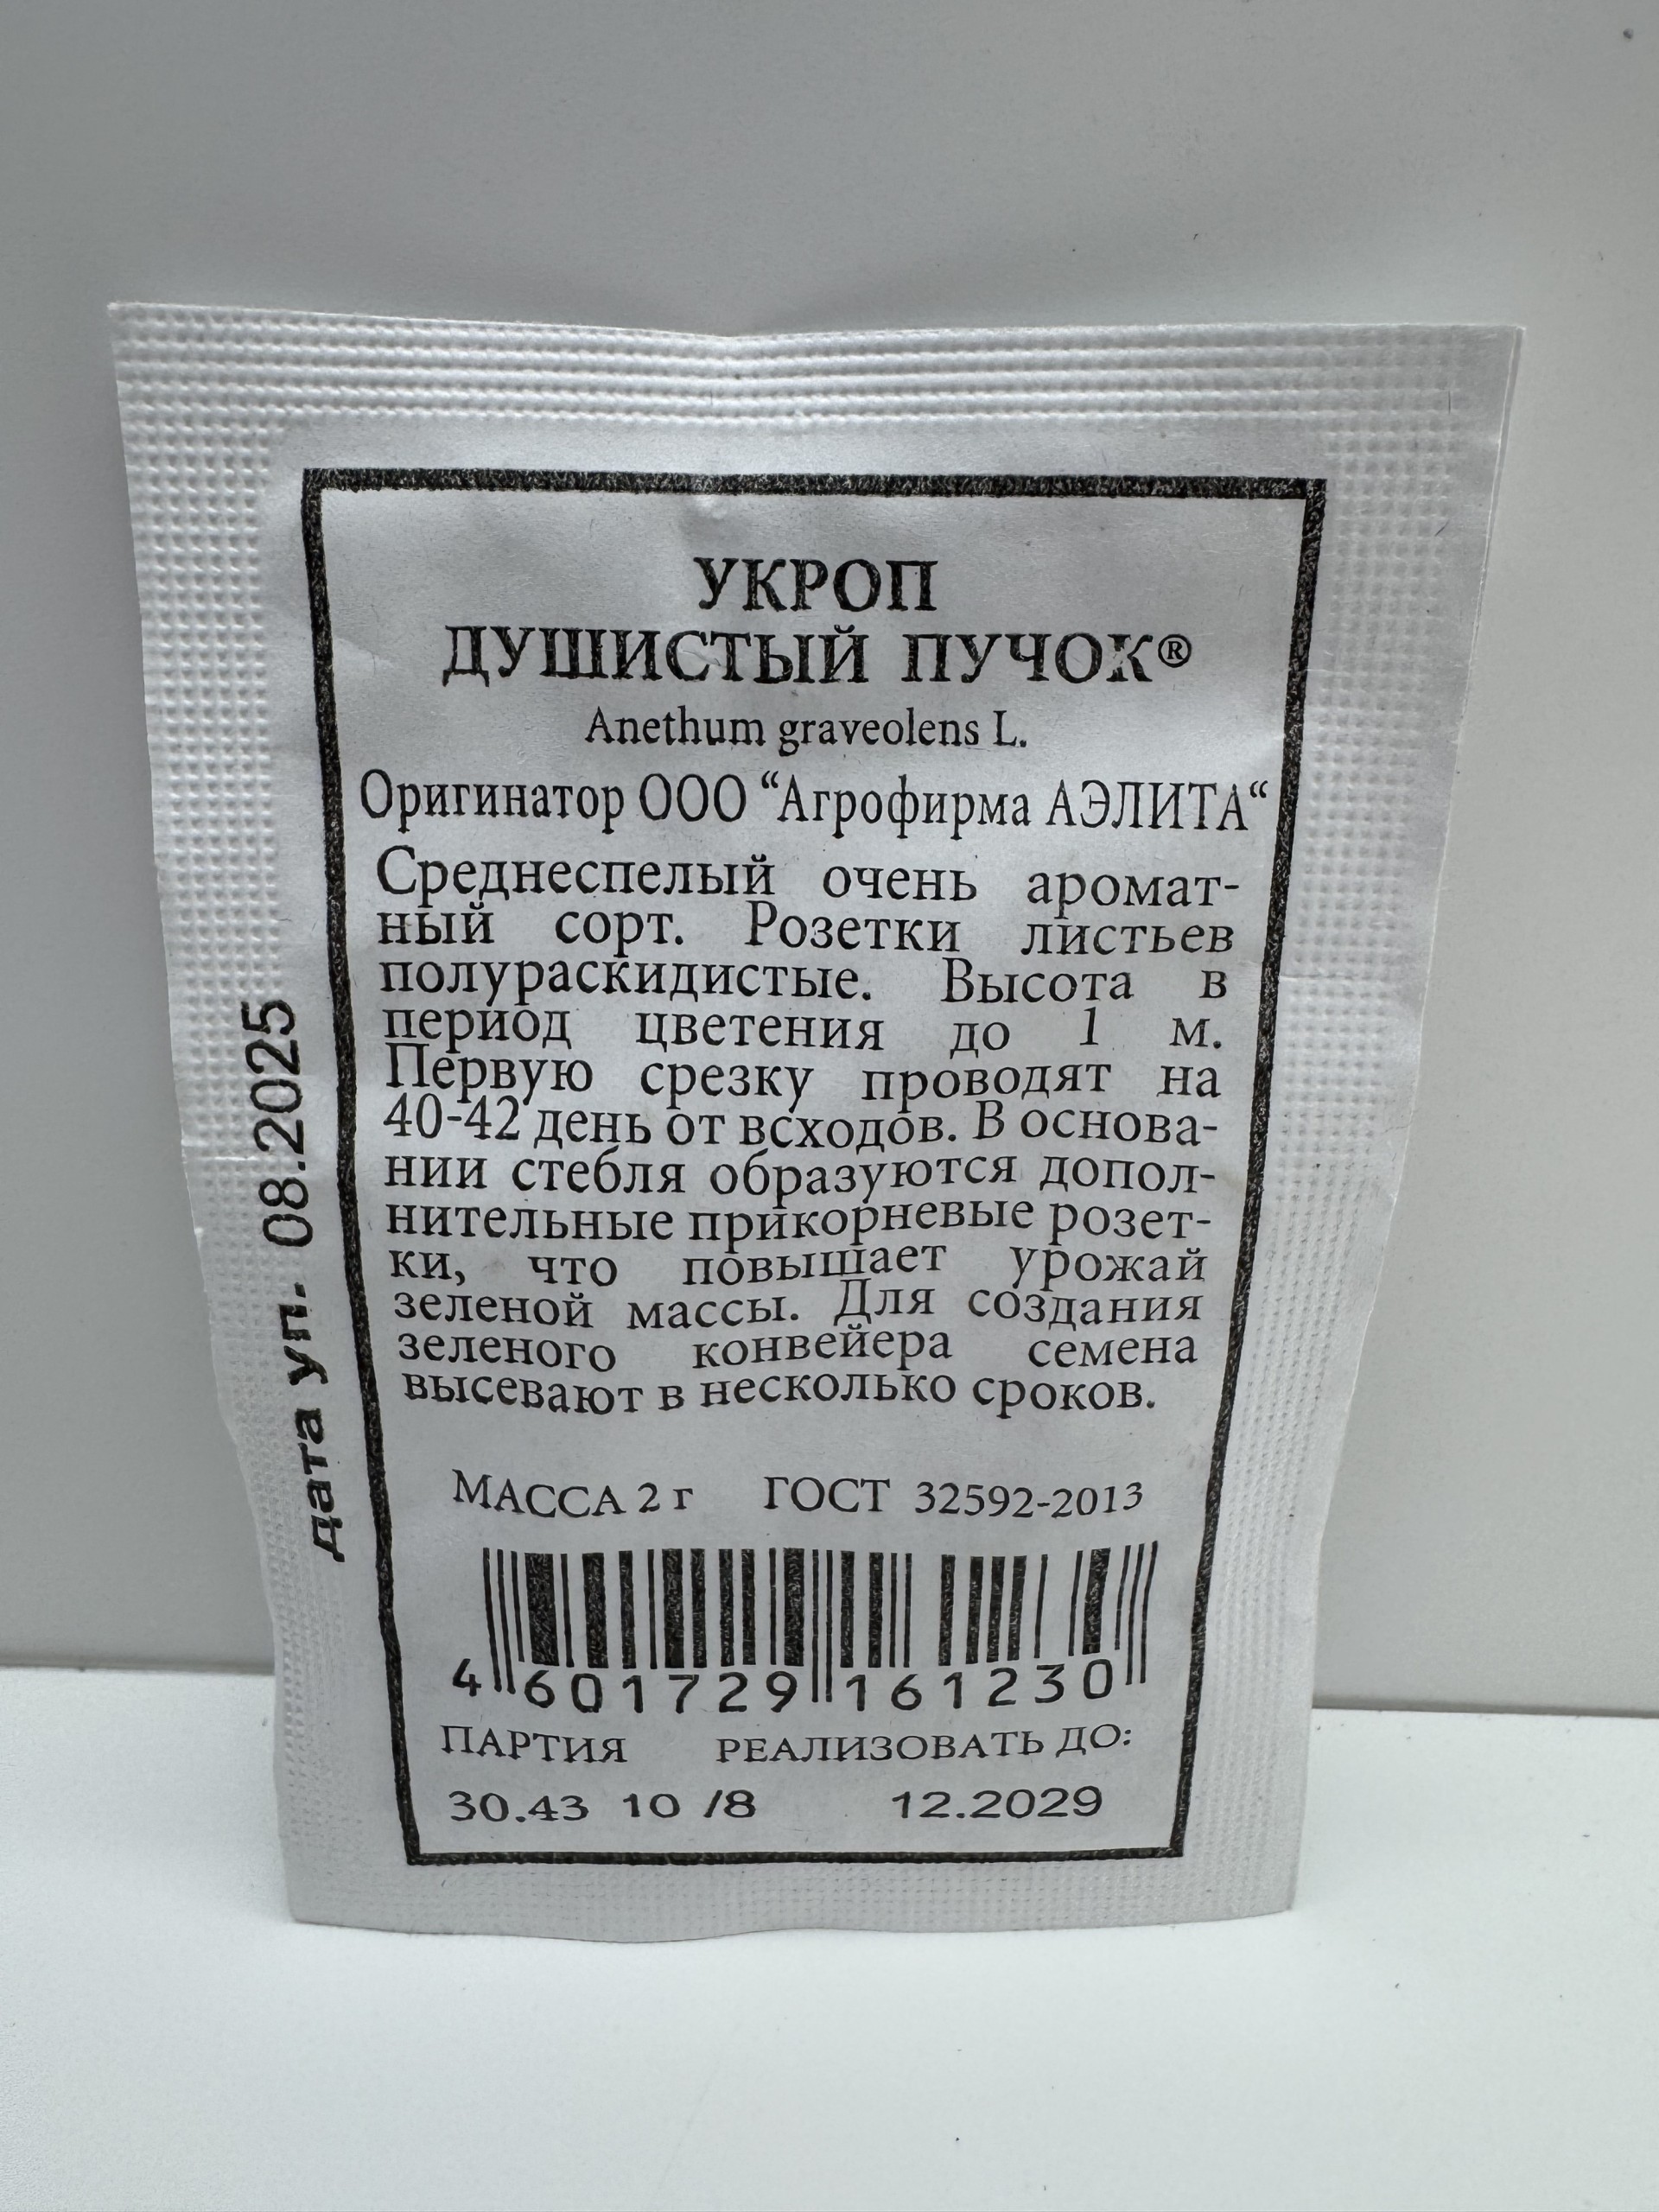 УКРОП
ДУШИСТЫЙ ПУЧОК®
Anethum graveolens L.
Оригинатор ООО “Агрофирма АЭЛИТА“
Среднеспелый очень аромат-
ный сорт. Розетки листьев
полураскидистые. Высота в
период цветения до 1 м.
Первую срезку проводят на
40-42 день от всходов. В основа-
нии стебля образуются допол-
нительные прикорневые розет-
ки, что повышает урожай
зеленой массы. Для создания
зеленого конвейера семена
высевают в несколько сроков.
МАССА 2 г ГОСТ 32592-2013
4 601729 161230
ПАРТИЯ РЕАЛИЗОВАТЬ ДО:
30.43 10 /8 12.2029
дата уп. 08.2025